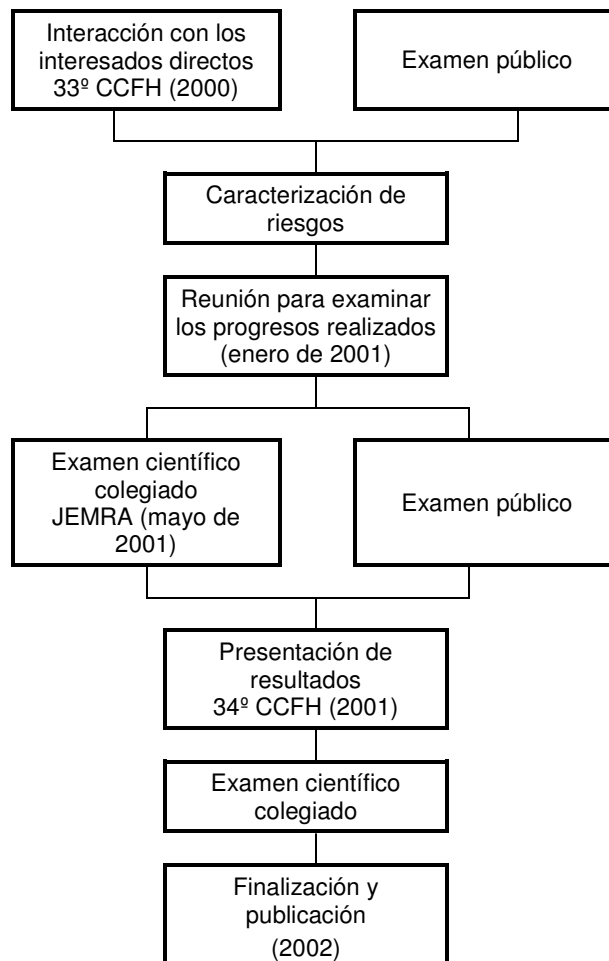 Interacción con los
interesados directos
33º CCFH (2000)
Examen público
Caracterización de
riesgos
Reunión para examinar
los progresos realizados
(enero de 2001)
Examen científico
colegiado
JEMRA (mayo de
2001)
Examen público
Presentación de
resultados
34º CCFH (2001)
Examen científico
colegiado
Finalización y
publicación
(2002)